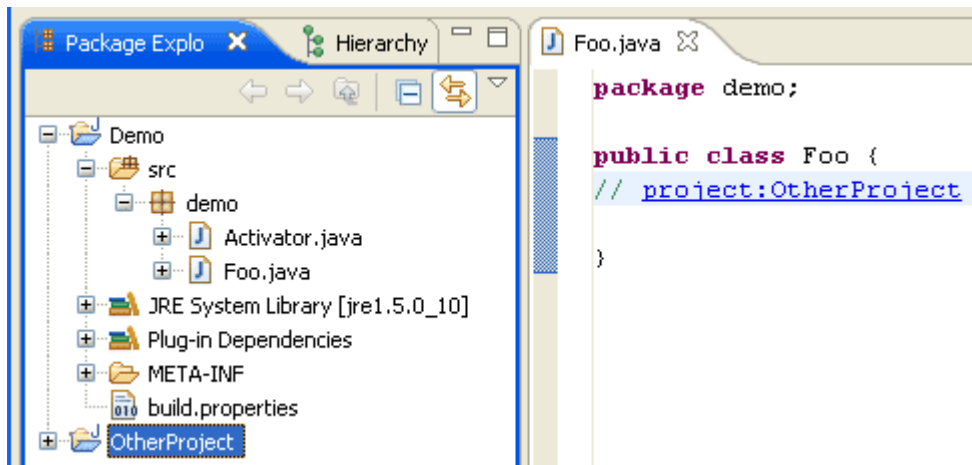 Package Explo
Hierarchy
Demo
src
demo
Activator.java
Foo.java
JRE System Library [jre1.5.0_10]
Plug-in Dependencies
META-INF
010 build.properties
OtherProject
J Foo.java
package demo;
public class Foo {
// project:OtherProject
}